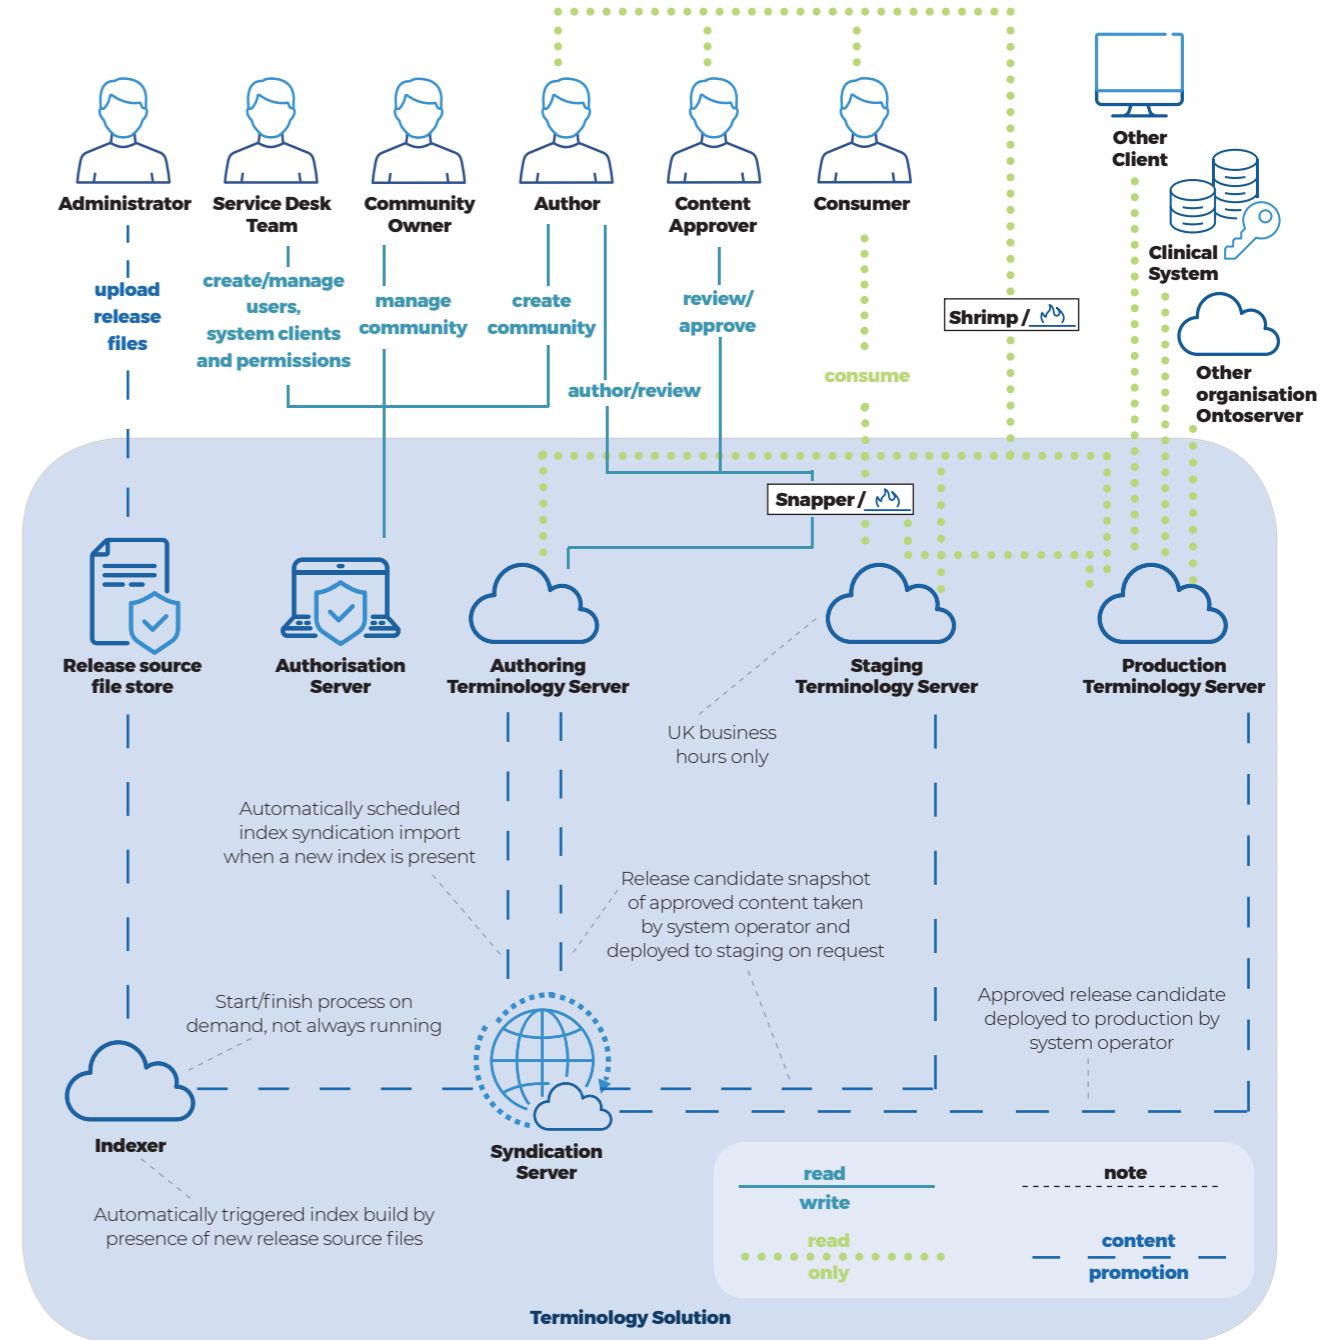 Other
Client
Administrator
Service Desk
Team
Community
Owner
Author
Content
Approver
Consumer
Clinical
System
upload
release
files
create/manage
users,
system clients
and permissions
manage
community
create
community
review/
approve
Shrimp /
consume
author/review
Other
organisation
Ontoserver
Snapper /
Release source
file store
Authorisation
Server
Authoring
Terminology Server
Staging
Terminology Server
Production
Terminology Server
UK business
hours only
Automatically scheduled
index syndication import
when a new index is present
Release candidate snapshot
of approved content taken
by system operator and
deployed to staging on request
Start/finish process on
demand, not always running
Approved release candidate
deployed to production by
system operator
Indexer
Syndication
Server
Automatically triggered index build by
presence of new release source files
read
write
note
read
only
content
promotion
Terminology Solution